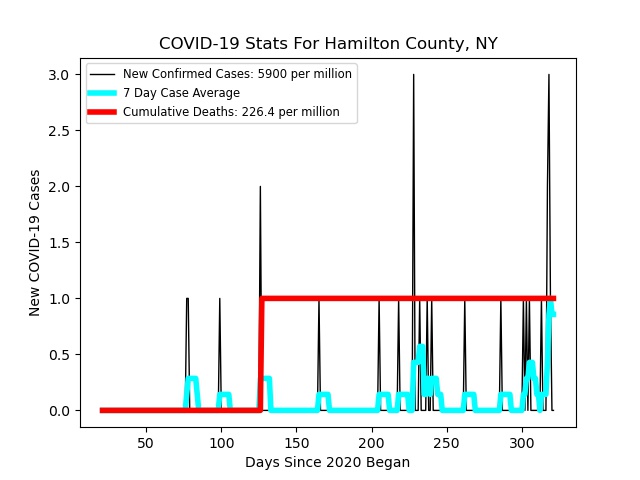 COVID-19 Stats For Hamilton County, NY
New Confirmed Cases: 5900 per million
7 Day Case Average
Cumulative Deaths: 226.4 per million
New COVID-19 Cases
3.0
2.5
2.0
1.5
1.0
0.5
0.0
50 100 150 200 250 300
Days Since 2020 Began